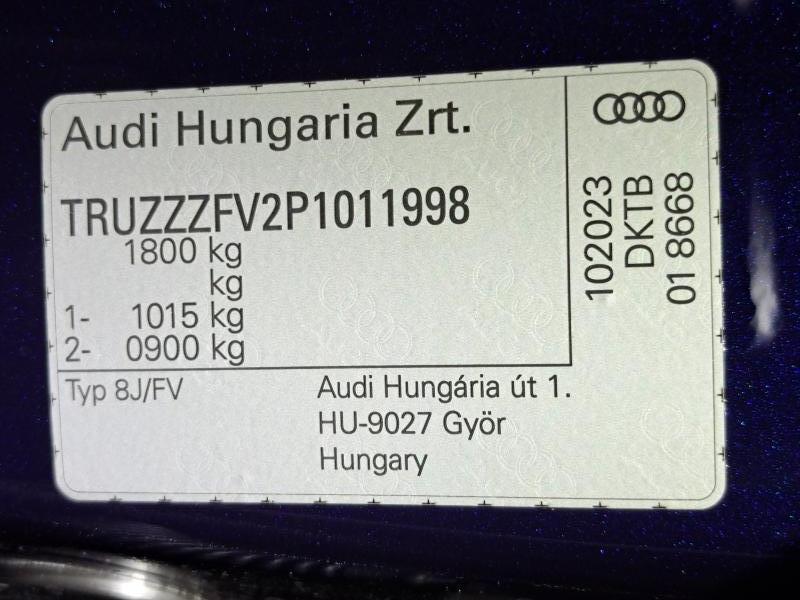 Audi Hungaria Zrt.
TRUZZZFV2P1011998
1800 kg
kg
1- 1015 kg
2- 0900 kg
Typ 8J/FV
Audi Hungária út 1.
HU-9027 Györ
Hungary
102023
DKTB
01 8668